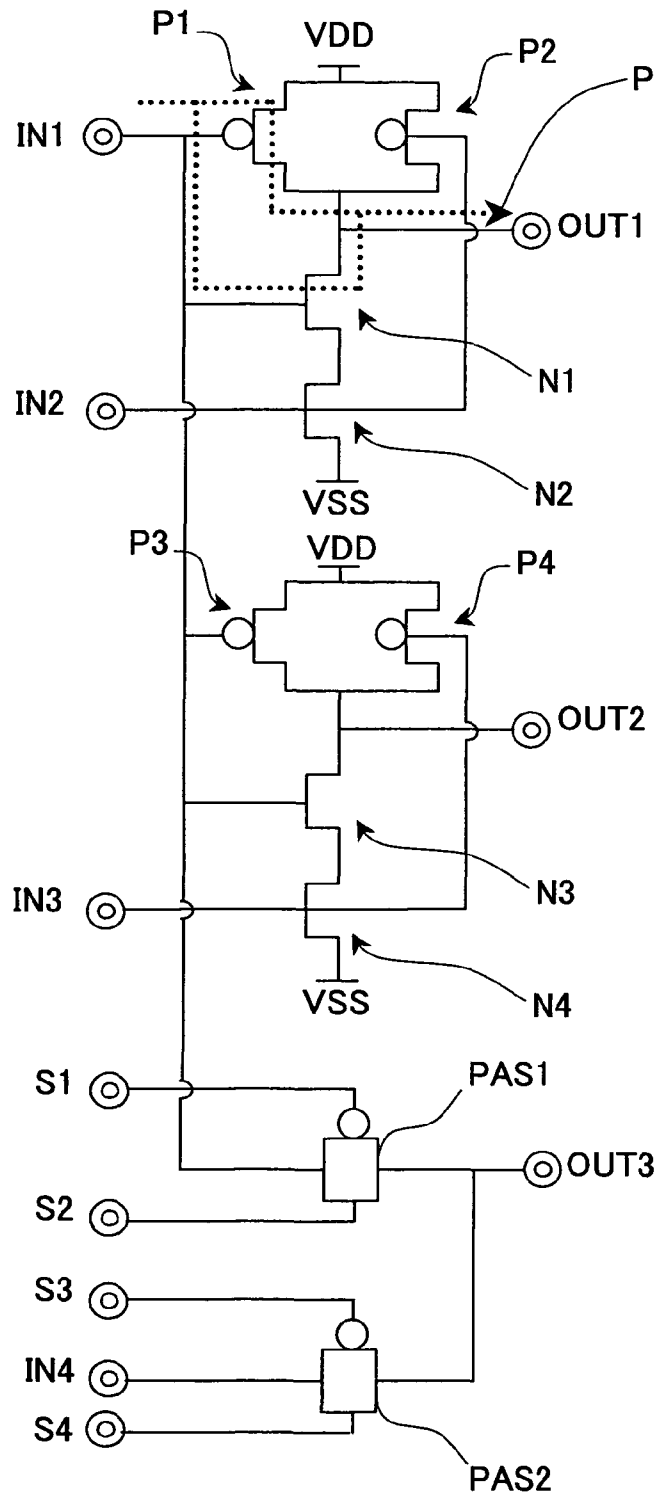 P1
VDD
P2
P
IN1
OUT1
N1
IN2
N2
VSS
P3
VDD
P4
OUT2
N3
IN3
N4
VSS
S1
PAS1
OUT3
S2
S3
IN4
S4
PAS2